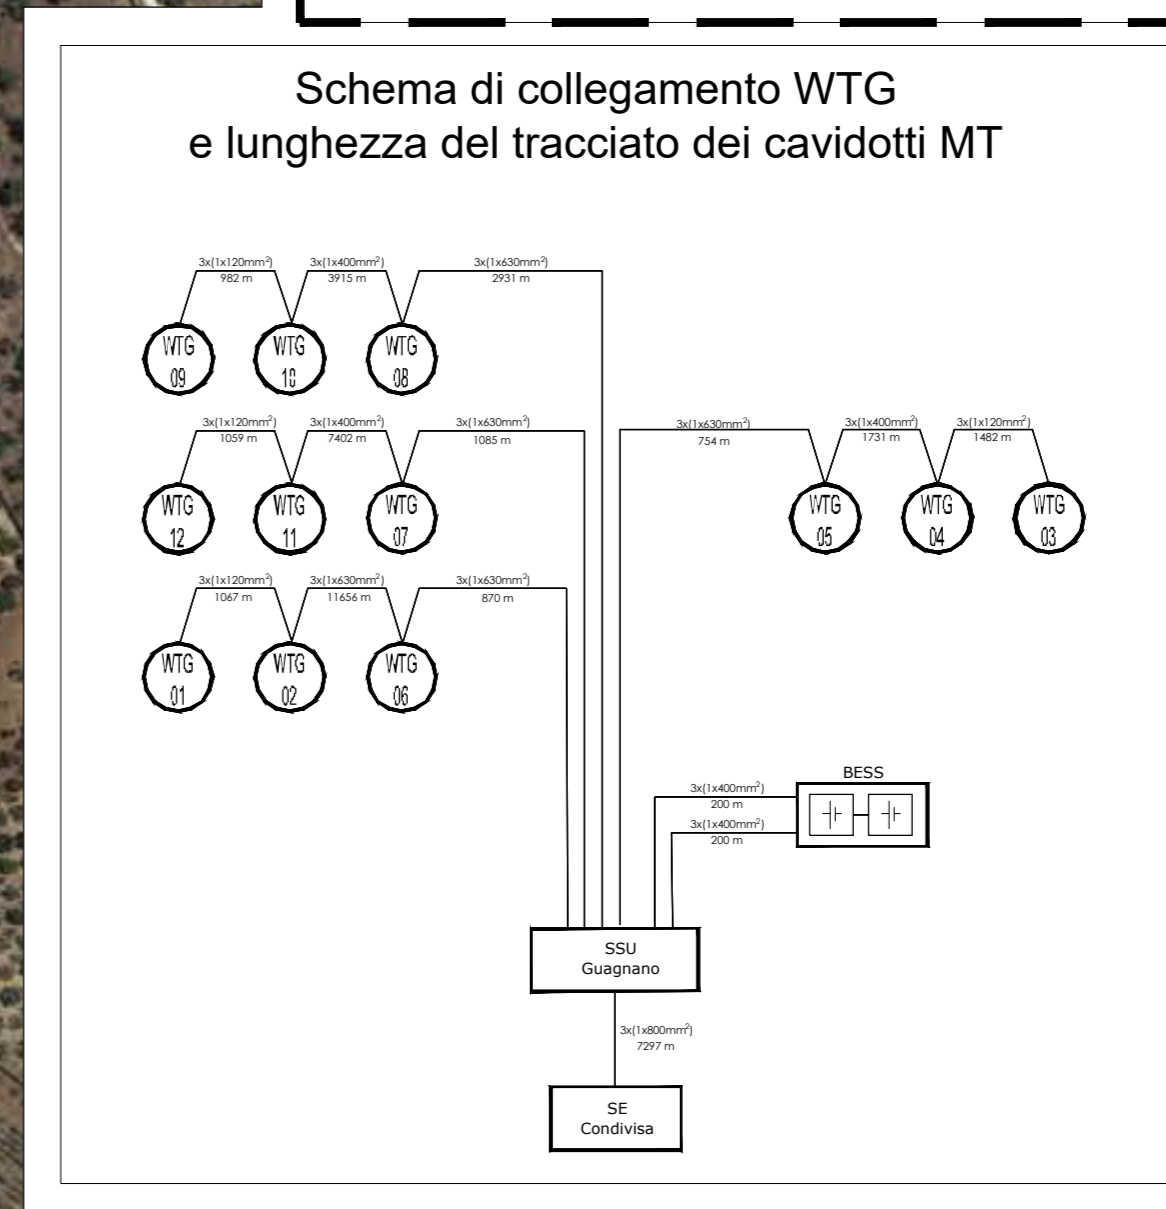 Schema di collegamento WTG
e lunghezza del tracciato dei cavidotti MT
3x(1x120mm²)
982 m
3x(1x400mm²)
3915 m
3x(1x630mm²)
2931 m
WTG
09
WTG
10
WTG
08
3x(1x120mm²)
1059 m
3x(1x400mm²)
7402 m
3x(1x630mm²)
1085 m
WTG
12
WTG
11
WTG
07
3x(1x630mm²)
754 m
3x(1x400mm²)
1731 m
3x(1x120mm²)
1482 m
WTG
05
WTG
04
WTG
03
3x(1x120mm²)
1067 m
3x(1x630mm²)
11656 m
3x(1x630mm²)
870 m
WTG
01
WTG
02
WTG
06
BESS
3x(1x400mm²)
200 m
3x(1x400mm²)
200 m
SSU
Guagnano
3x(1x800mm²)
7297 m
SE
Condivisa